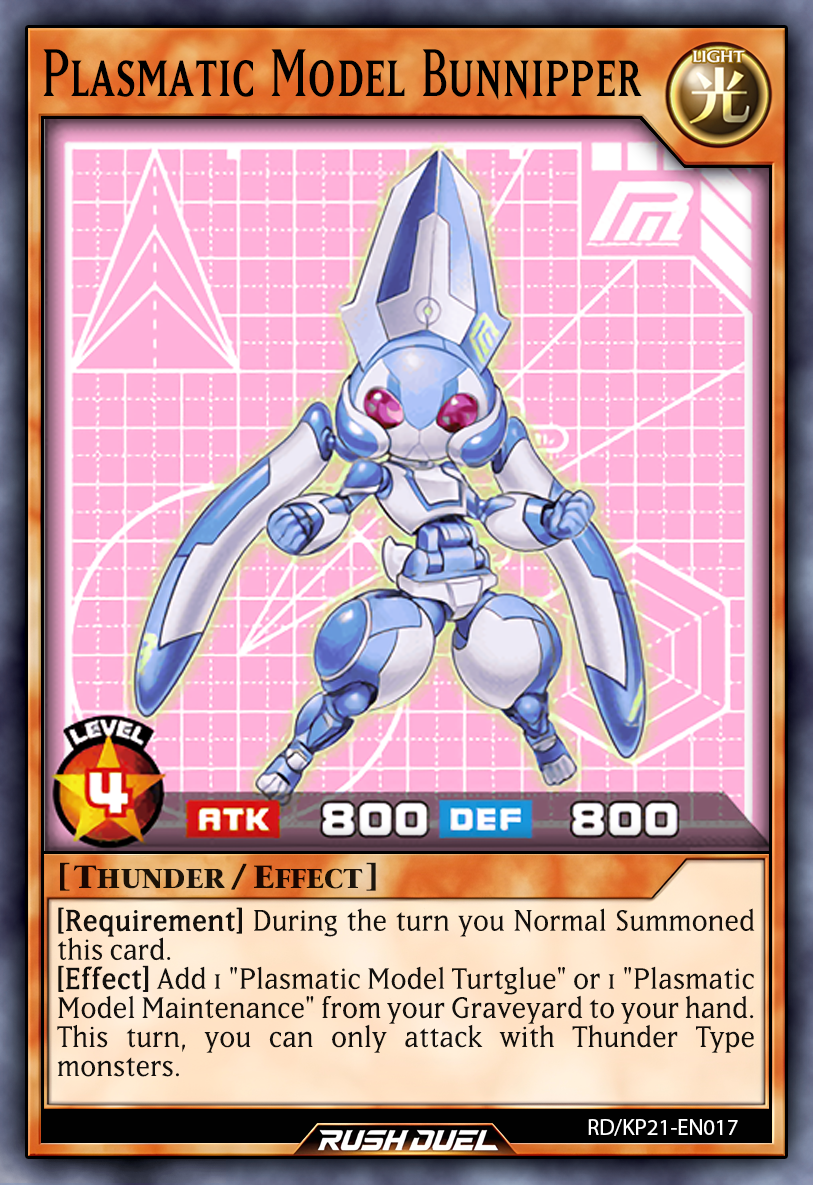 Plasmatic Model Bunnipper
LIGHT
光
LEVEL
4
ATK 800 DEF 800
[Thunder / Effect]
[Requirement] During the turn you Normal Summoned
this card.
[Effect] Add 1 "Plasmatic Model Turtglue" or 1 "Plasmatic
Model Maintenance" from your Graveyard to your hand.
This turn, you can only attack with Thunder Type
monsters.
RUSH DUEL
RD/KP21-EN017